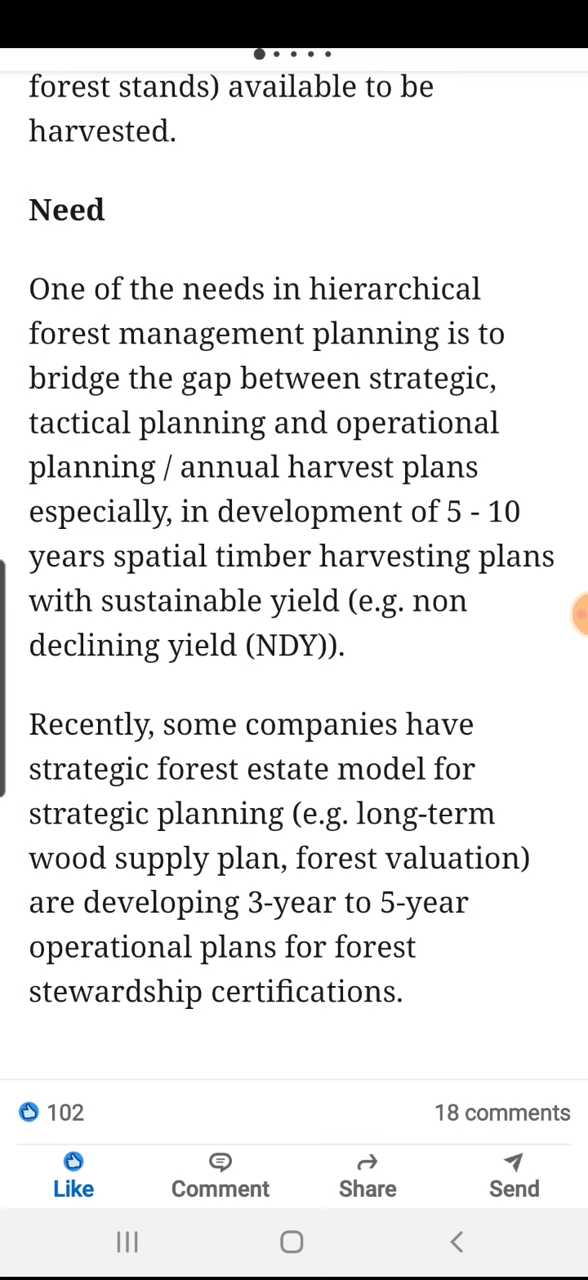 forest stands) available to be
harvested.
Need
One of the needs in hierarchical
forest management planning is to
bridge the gap between strategic,
tactical planning and operational
planning / annual harvest plans
especially, in development of 5 - 10
years spatial timber harvesting plans
with sustainable yield (e.g. non
declining yield (NDY)).
Recently, some companies have
strategic forest estate model for
strategic planning (e.g. long-term
wood supply plan, forest valuation)
are developing 3-year to 5-year
operational plans for forest
stewardship certifications.
102 18 comments
Like Comment Share Send